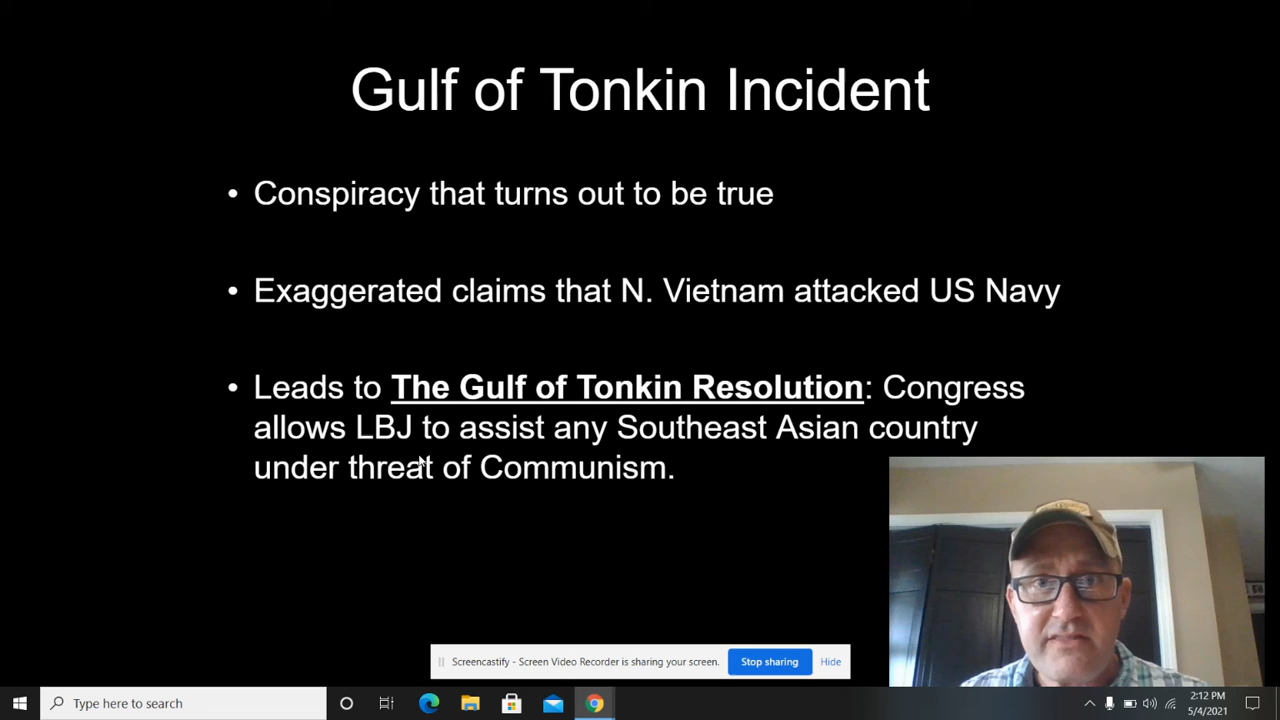 Gulf of Tonkin Incident
• Conspiracy that turns out to be true
• Exaggerated claims that N. Vietnam attacked US Navy
• Leads to The Gulf of Tonkin Resolution: Congress
allows LBJ to assist any Southeast Asian country
under threat of Communism.
Screencastify - Screen Video Recorder is sharing your screen. Stop sharing Hide
Type here to search
2:12 PM
5/4/2021